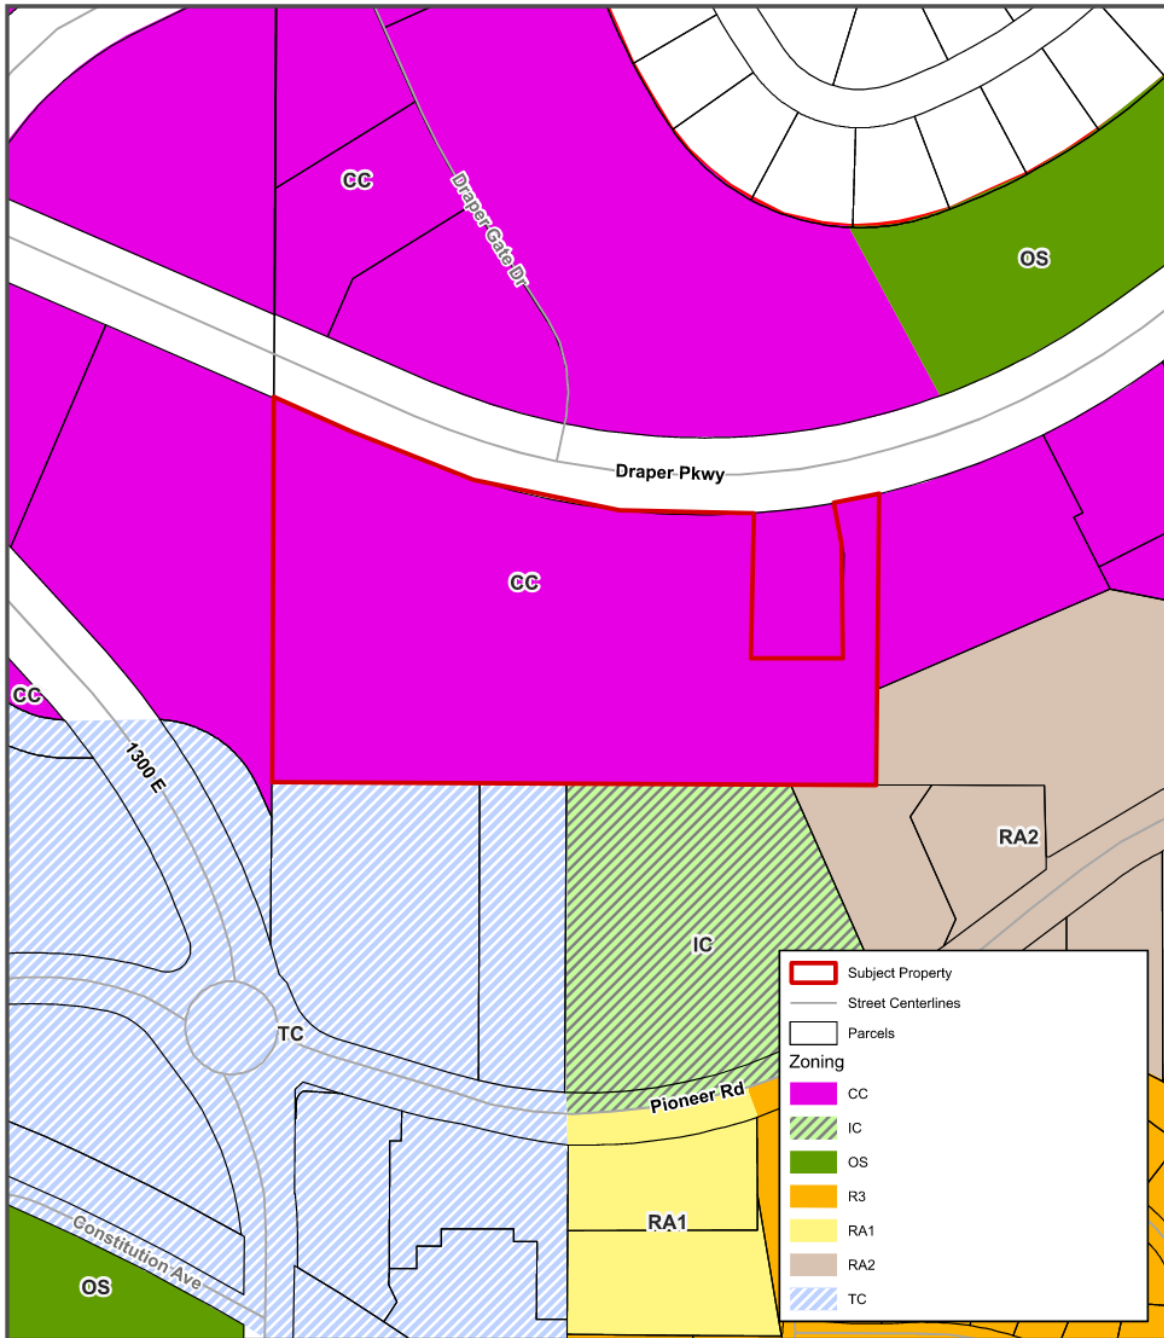 CC
Draper Gate Dr
OS
Draper Pkwy
CC
CC
1300 E
RA2
IC
TC
Pioneer Rd
RA1
Constitution Ave
OS
Subject Property
Street Centerlines
Parcels
Zoning
CC
IC
OS
R3
RA1
RA2
TC